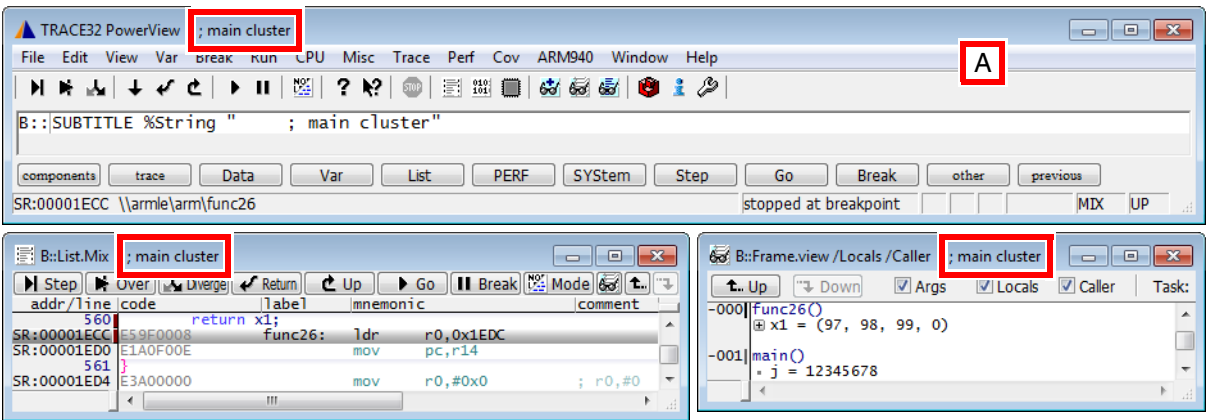 TRACE32 PowerView ; main cluster
File Edit View Var Break Run CPU Misc Trace Perf Cov ARM940 Window Help
A
B::SUBTITLE %String "     ; main cluster"
components trace Data Var List PERF SYStem Step Go Break other previous
SR:00001ECC \\armle\arm\func26 stopped at breakpoint MIX UP
B::List.Mix ; main cluster
Step Over Diverge Return Up Go Break Mode
addr/line code label mnemonic comment
560 return x1;
SR:00001ECC E59F0008 func26: ldr r0,0x1EDC
SR:00001ED0 E1A0F00E mov pc,r14
561 }
SR:00001ED4 E3A00000 mov r0,#0x0 ; r0,#0
B::Frame.view /Locals /Caller ; main cluster
Up Down Args Locals Caller Task:
-000 func26()
x1 = (97, 98, 99, 0)
-001 main()
j = 12345678